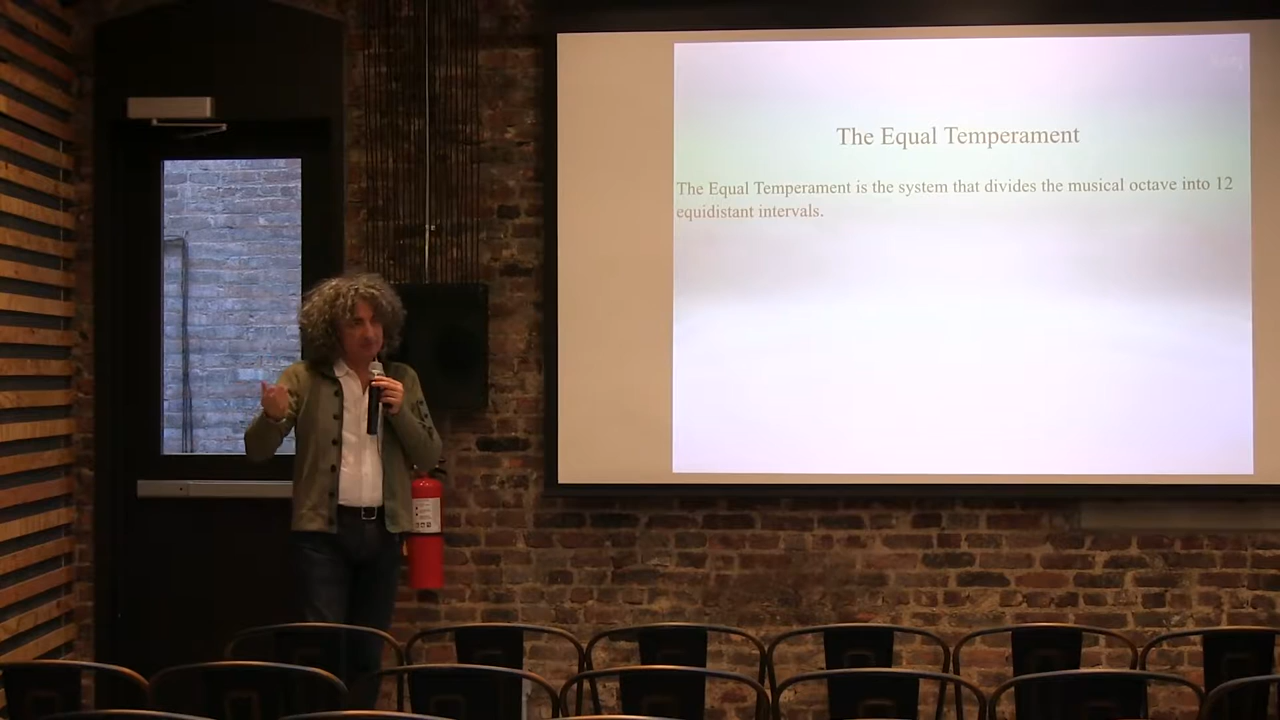 The Equal Temperament
The Equal Temperament is the system that divides the musical octave into 12
equidistant intervals.